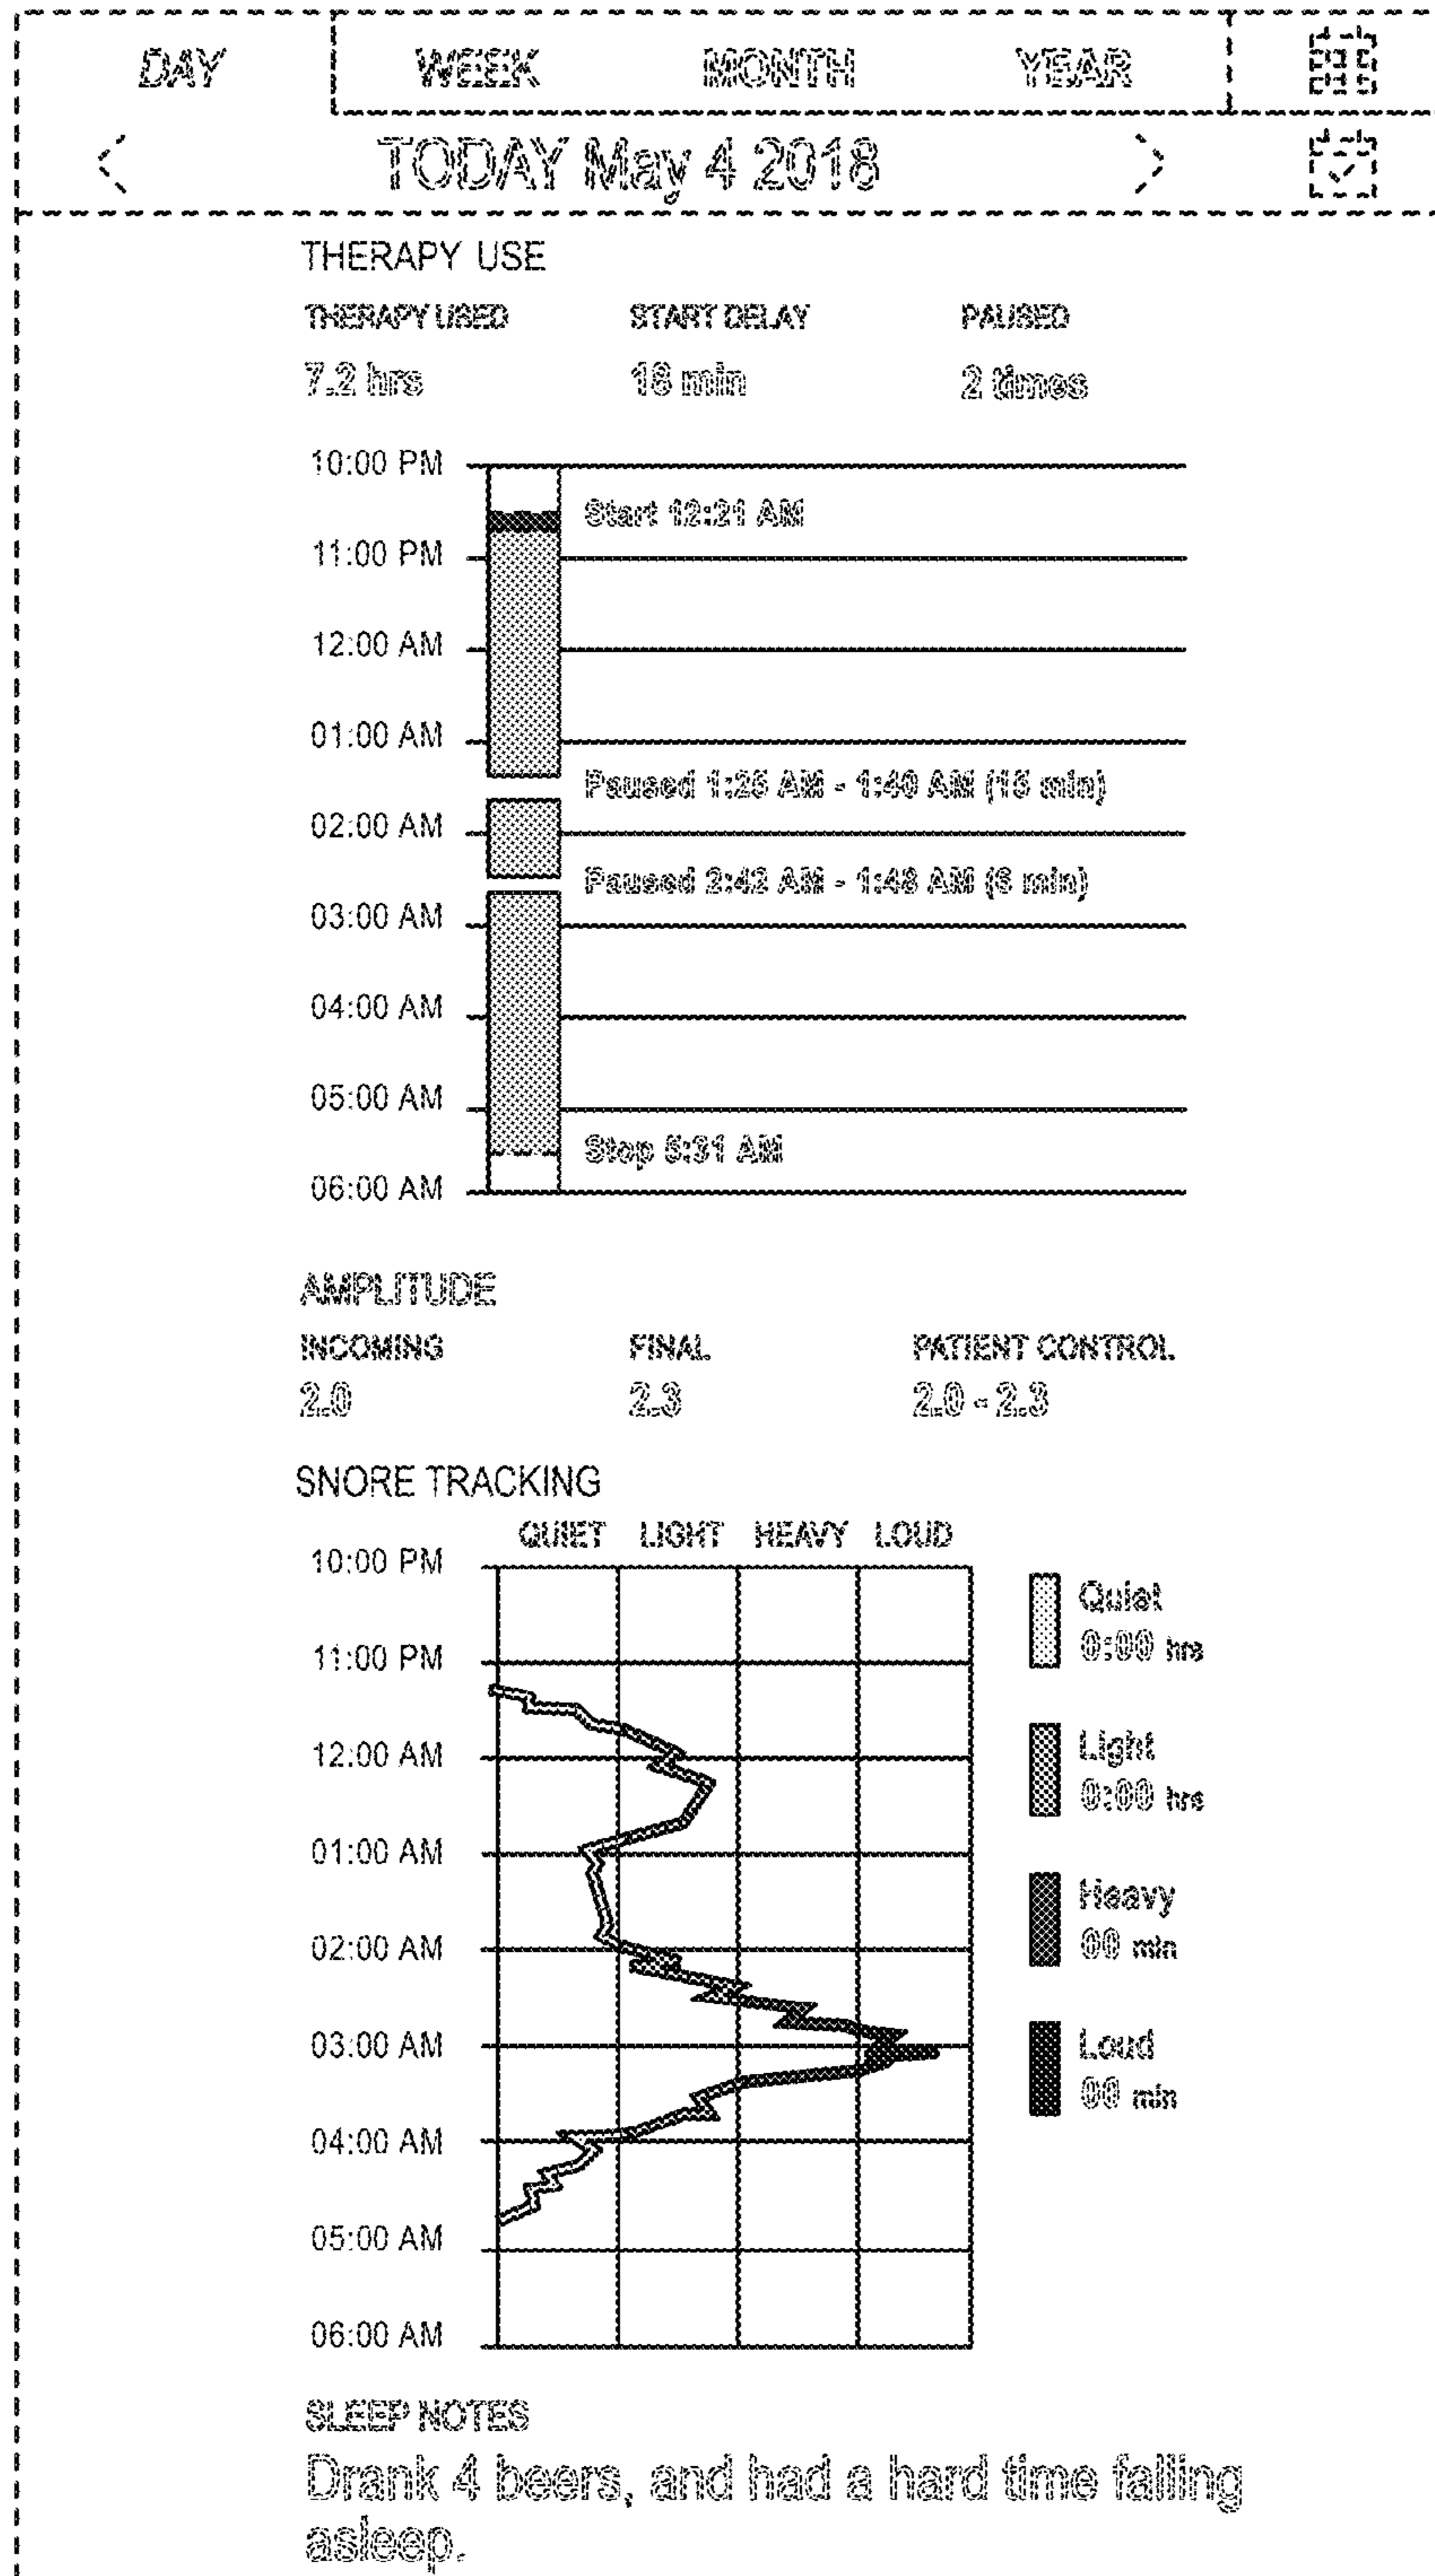 DAY WEEK MONTH YEAR
TODAY May 4 2018
THERAPY USE
THERAPY USED START DELAY PAUSED
7.2 hrs 18 min 2 times
10:00 PM
Start 12:21 AM
11:00 PM
12:00 AM
01:00 AM
Paused 1:25 AM - 1:40 AM (15 min)
02:00 AM
Paused 2:42 AM - 1:48 AM (6 min)
03:00 AM
04:00 AM
05:00 AM
Stop 5:31 AM
06:00 AM
AMPLITUDE
INCOMING FINAL PATIENT CONTROL
2.0 2.3 2.0 - 2.3
SNORE TRACKING
QUIET LIGHT HEAVY LOUD
10:00 PM
Quiet
0:00 hrs
11:00 PM
Light
0:00 hrs
12:00 AM
01:00 AM
Heavy
00 min
02:00 AM
03:00 AM
Loud
00 min
04:00 AM
05:00 AM
06:00 AM
SLEEP NOTES
Drank 4 beers, and had a hard time falling
asleep.